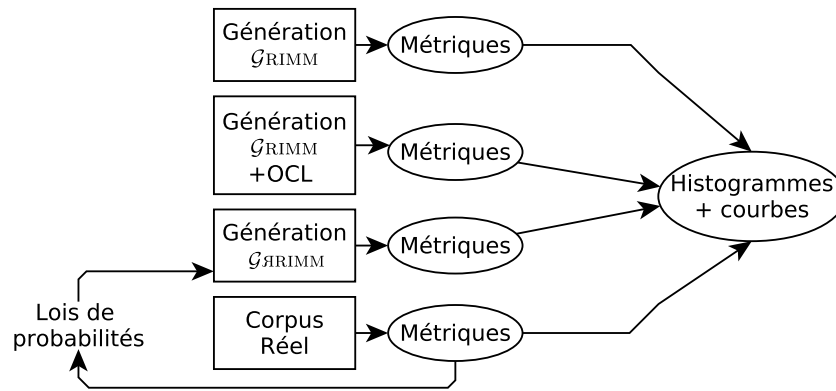 Génération
GRIMM
Métriques
Génération
GRIMM
+OCL
Métriques
Histogrammes
+ courbes
Génération
GЯRIMM
Métriques
Lois de
probabilités
Corpus
Réel
Métriques